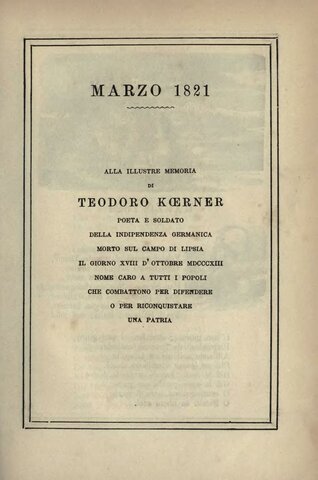 MARZO 1821
ALLA ILLUSTRE MEMORIA
DI
TEODORO KŒRNER
POETA E SOLDATO
DELLA INDIPENDENZA GERMANICA
MORTO SUL CAMPO DI LIPSIA
IL GIORNO XVIII D'OTTOBRE MDCCCXIII
NOME CARO A TUTTI I POPOLI
CHE COMBATTONO PER DIFENDERE
O PER RICONQUISTARE
UNA PATRIA